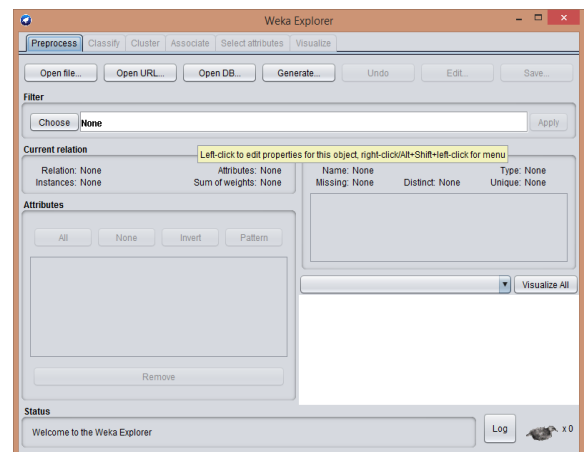 Weka Explorer
Preprocess Classify Cluster Associate Select attributes Visualize
Open file... Open URL... Open DB... Generate... Undo Edit... Save...
Filter
Choose None Apply
Current relation
Left-click to edit properties for this object, right-click/Alt+Shift+left-click for menu
Relation: None Attributes: None
Instances: None Sum of weights: None
Name: None Type: None
Missing: None Distinct: None Unique: None
Attributes
All None Invert Pattern
Visualize All
Remove
Status
Welcome to the Weka Explorer
Log x 0